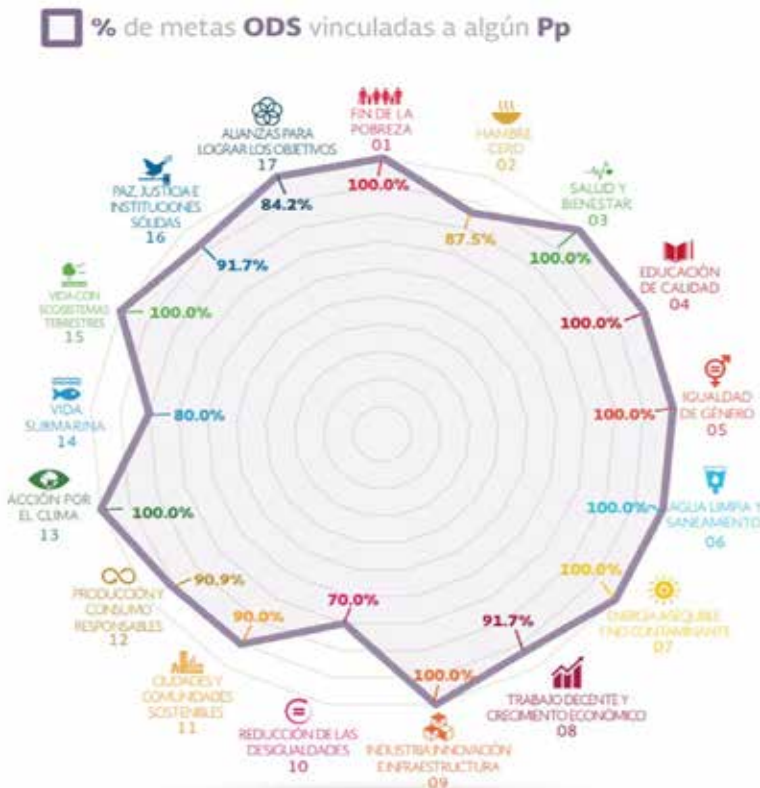 % de metas ODS vinculadas a algún Pp
FIN DE LA
POBREZA
01
100.0%
HAMBRE
CERO
02
87.5%
SALUD Y
BIENESTAR
03
100.0%
EDUCACIÓN
DE CALIDAD
04
100.0%
IGUALDAD
DE GÉNERO
05
100.0%
AGUA LIMPIA Y
SANEAMIENTO
06
100.0%
ENERGIA ASEQUIBLE
Y NO CONTAMINANTE
07
100.0%
TRABAJO DECENTE Y
CRECIMIENTO ECONÓMICO
08
91.7%
INDUSTRIA INNOVACIÓN
E INFRAESTRUCTURA
09
100.0%
REDUCCIÓN DE LAS
DESIGUALDADES
10
70.0%
CIUDADES Y
COMUNIDADES
SOSTENIBLES
11
90.0%
PRODUCCIÓN Y
CONSUMO
RESPONSABLES
12
90.9%
ACCIÓN POR
EL CLIMA
13
100.0%
VIDA
SUBMARINA
14
80.0%
VIDA CON
ECOSISTEMAS
TERRESTRES
15
100.0%
PAZ, JUSTICIA E
INSTITUCIONES
SÓLIDAS
16
91.7%
ALIANZAS PARA
LOGRAR LOS OBJETIVOS
17
84.2%